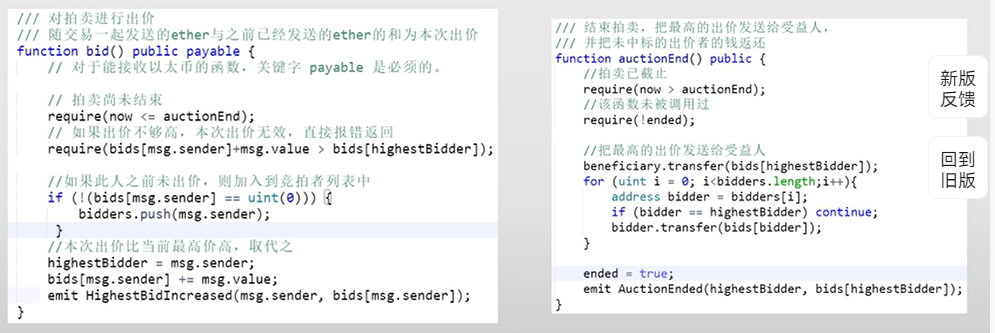 /// 对拍卖进行出价
/// 随交易一起发送的ether与之前已经发送的ether的和为本次出价
function bid() public payable {
// 对于能接收以太币的函数，关键字 payable 是必须的。
// 拍卖尚未结束
require(now <= auctionEnd);
// 如果出价不够高，本次出价无效，直接报错返回
require(bids[msg.sender]+msg.value > bids[highestBidder]);
//如果此人之前未出价，则加入到竞拍者列表中
if (!(bids[msg.sender] == uint(0))) {
bidders.push(msg.sender);
}
//本次出价比当前最高价高，取代之
highestBidder = msg.sender;
bids[msg.sender] += msg.value;
emit HighestBidIncreased(msg.sender, bids[msg.sender]);
}
/// 结束拍卖，把最高的出价发送给受益人，
/// 并把未中标的出价者的钱返还
function auctionEnd() public {
//拍卖已截止
require(now > auctionEnd);
//该函数未被调用过
require(!ended);
//把最高的出价发送给受益人
beneficiary.transfer(bids[highestBidder]);
for (uint i = 0; i<bidders.length;i++){
address bidder = bidders[i];
if (bidder == highestBidder) continue;
bidder.transfer(bids[bidder]);
}
ended = true;
emit AuctionEnded(highestBidder, bids[highestBidder]);
}
新版
反馈
回到
旧版